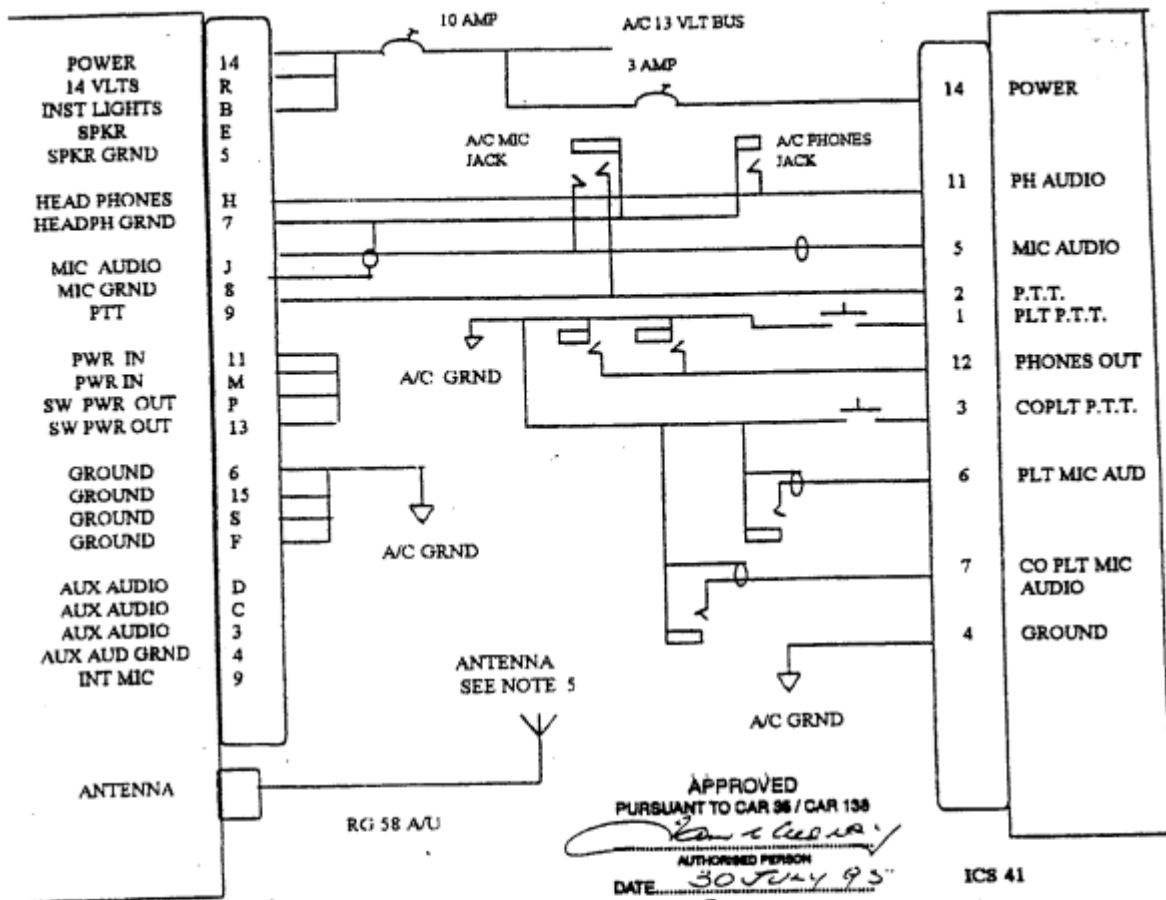 10 AMP
A/C 13 VLT BUS
3 AMP
POWER 14
14 VLTS R
INST LIGHTS B
SPKR E
SPKR GRND 5
HEAD PHONES H
HEADPH GRND 7
MIC AUDIO J
MIC GRND 8
PTT 9
PWR IN 11
PWR IN M
SW PWR OUT P
SW PWR OUT 13
GROUND 6
GROUND 15
GROUND S
GROUND F
AUX AUDIO D
AUX AUDIO C
AUX AUDIO 3
AUX AUD GRND 4
INT MIC 9
ANTENNA
A/C MIC
JACK
A/C PHONES
JACK
A/C GRND
A/C GRND
ANTENNA
SEE NOTE 5
RG 58 A/U
A/C GRND
14 POWER
11 PH AUDIO
5 MIC AUDIO
2 P.T.T.
1 PLT P.T.T.
12 PHONES OUT
3 COPLT P.T.T.
6 PLT MIC AUD
7 CO PLT MIC
AUDIO
4 GROUND
APPROVED
PURSUANT TO CAR 36 / CAR 138
AUTHORISED PERSON
DATE 30 JULY 95
ICS 41